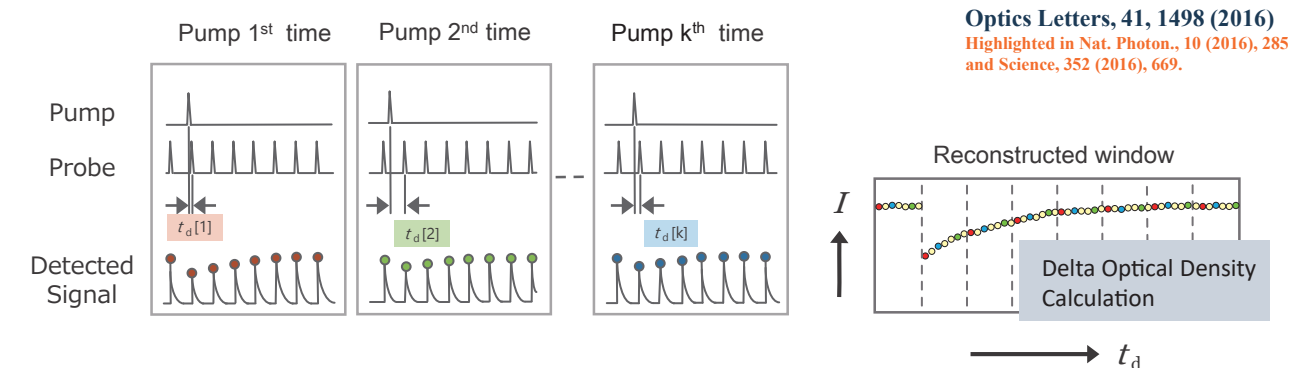 Optics Letters, 41, 1498 (2016)
Highlighted in Nat. Photon., 10 (2016), 285
and Science, 352 (2016), 669.
Pump 1st time
Pump 2nd time
Pump kth time
Pump
Probe
td[1]
td[2]
td[k]
Detected
Signal
Reconstructed window
I
Delta Optical Density
Calculation
td